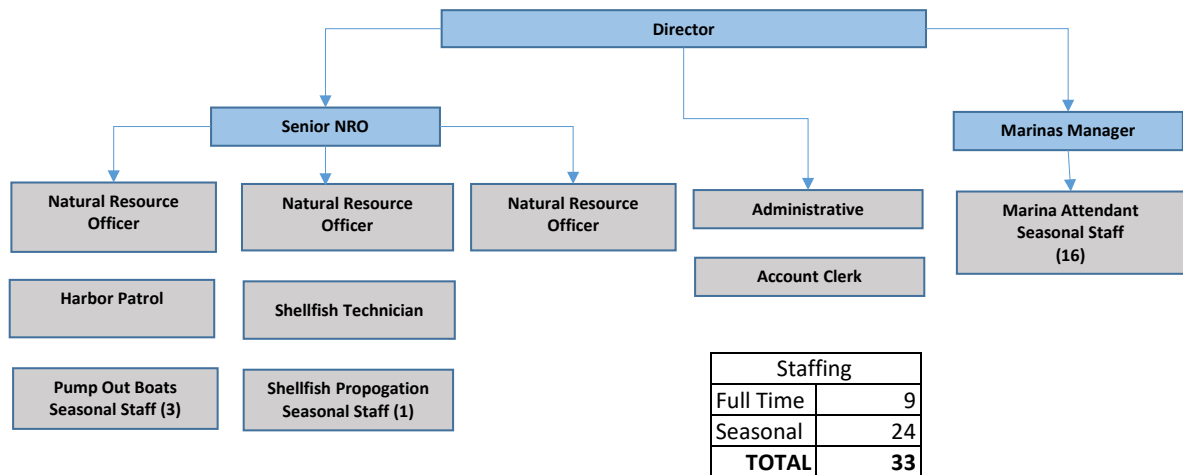 Director
Senior NRO
Marinas Manager
Natural Resource
Officer
Natural Resource
Officer
Natural Resource
Officer
Administrative
Marina Attendant
Seasonal Staff
(16)
Harbor Patrol
Shellfish Technician
Account Clerk
Pump Out Boats
Seasonal Staff (3)
Shellfish Propogation
Seasonal Staff (1)
Staffing
Full Time 9
Seasonal 24
TOTAL 33